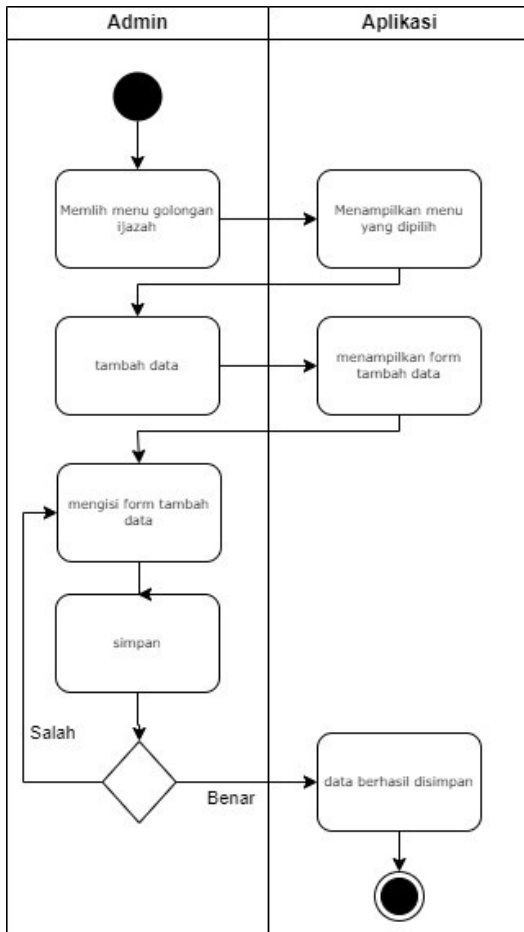 Admin
Aplikasi
Memlih menu golongan
ijazah
Menampilkan menu
yang dipilih
tambah data
menampilkan form
tambah data
mengisi form tambah
data
simpan
Salah
Benar
data berhasil disimpan